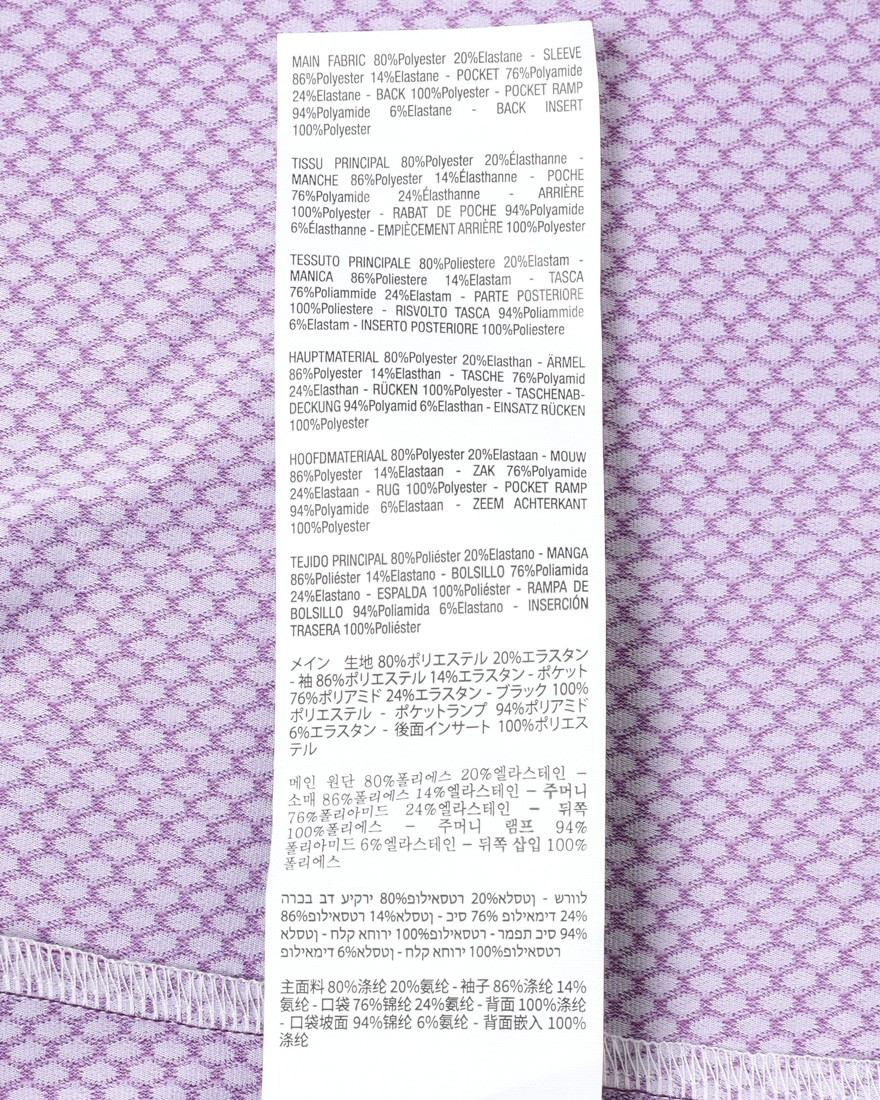 MAIN FABRIC 80%Polyester 20%Elastane - SLEEVE
86%Polyester 14%Elastane - POCKET 76%Polyamide
24%Elastane - BACK 100%Polyester - POCKET RAMP
94%Polyamide 6%Elastane - BACK INSERT
100%Polyester
TISSU PRINCIPAL 80%Polyester 20%Élasthanne -
MANCHE 86%Polyester 14%Élasthanne - POCHE
76%Polyamide 24%Élasthanne - ARRIÈRE
100%Polyester - RABAT DE POCHE 94%Polyamide
6%Élasthanne - EMPIÈCEMENT ARRIÈRE 100%Polyester
TESSUTO PRINCIPALE 80%Poliestere 20%Elastam -
MANICA 86%Poliestere 14%Elastam - TASCA
76%Poliammide 24%Elastam - PARTE POSTERIORE
100%Poliestere - RISVOLTO TASCA 94%Poliammide
6%Elastam - INSERTO POSTERIORE 100%Poliestere
HAUPTMATERIAL 80%Polyester 20%Elasthan - ÄRMEL
86%Polyester 14%Elasthan - TASCHE 76%Polyamid
24%Elasthan - RÜCKEN 100%Polyester - TASCHENAB-
DECKUNG 94%Polyamid 6%Elasthan - EINSATZ RÜCKEN
100%Polyester
HOOFDMATERIAAL 80%Polyester 20%Elastaan - MOUW
86%Polyester 14%Elastaan - ZAK 76%Polyamide
24%Elastaan - RUG 100%Polyester - POCKET RAMP
94%Polyamide 6%Elastaan - ZEEM ACHTERKANT
100%Polyester
TEJIDO PRINCIPAL 80%Poliéster 20%Elastano - MANGA
86%Poliéster 14%Elastano - BOLSILLO 76%Poliamida
24%Elastano - ESPALDA 100%Poliéster - RAMPA DE
BOLSILLO 94%Poliamida 6%Elastano - INSERCIÓN
TRASERA 100%Poliéster
メイン 生地 80%ポリエステル 20%エラスタン
- 袖 86%ポリエステル 14%エラスタン - ポケット
76%ポリアミド 24%エラスタン - ブラック 100%
ポリエステル - ポケットランプ 94%ポリアミド
6%エラスタン - 後面インサート 100%ポリエス
テル
메인 원단 80%폴리에스 20%엘라스테인 –
소매 86%폴리에스 14%엘라스테인 – 주머니
76%폴리아미드 24%엘라스테인 – 뒤쪽
100%폴리에스 – 주머니 램프 94%
폴리아미드 6%엘라스테인 – 뒤쪽 삽입 100%
폴리에스
הרכב בד עיקרי 80%פוליאסטר 20%אלסטן - שרוול
86%פוליאסטר 14%אלסטן - כיס 76% פוליאמיד 24%
אלסטן - חלק אחורי 100%פוליאסטר - רמפת כיס 94%
פוליאמיד 6%אלסטן - חלק אחורי 100%פוליאסטר
主面料 80%涤纶 20%氨纶 - 袖子 86%涤纶 14%
氨纶 - 口袋 76%锦纶 24%氨纶 - 背面 100%涤纶
- 口袋坡面 94%锦纶 6%氨纶 - 背面嵌入 100%
涤纶